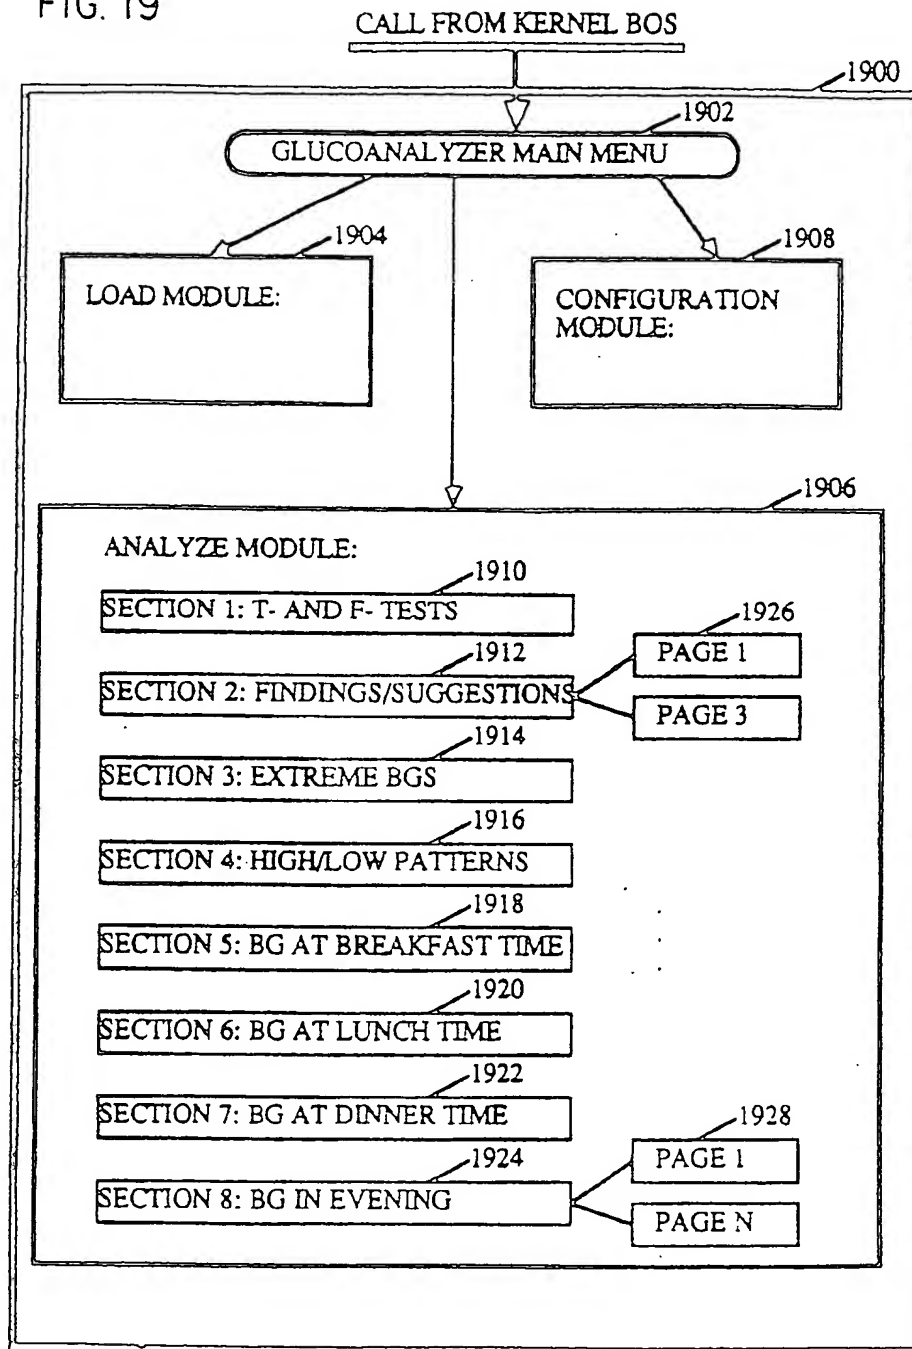 FIG. 19
CALL FROM KERNEL BOS
1900
1902
GLUCOANALYZER MAIN MENU
1904
1908
LOAD MODULE:
CONFIGURATION
MODULE:
1906
ANALYZE MODULE:
1910
SECTION 1: T- AND F- TESTS
1926
PAGE 1
1912
SECTION 2: FINDINGS/SUGGESTIONS
PAGE 3
1914
SECTION 3: EXTREME BGS
1916
SECTION 4: HIGH/LOW PATTERNS
1918
SECTION 5: BG AT BREAKFAST TIME
1920
SECTION 6: BG AT LUNCH TIME
1922
SECTION 7: BG AT DINNER TIME
1928
PAGE 1
1924
SECTION 8: BG IN EVENING
PAGE N